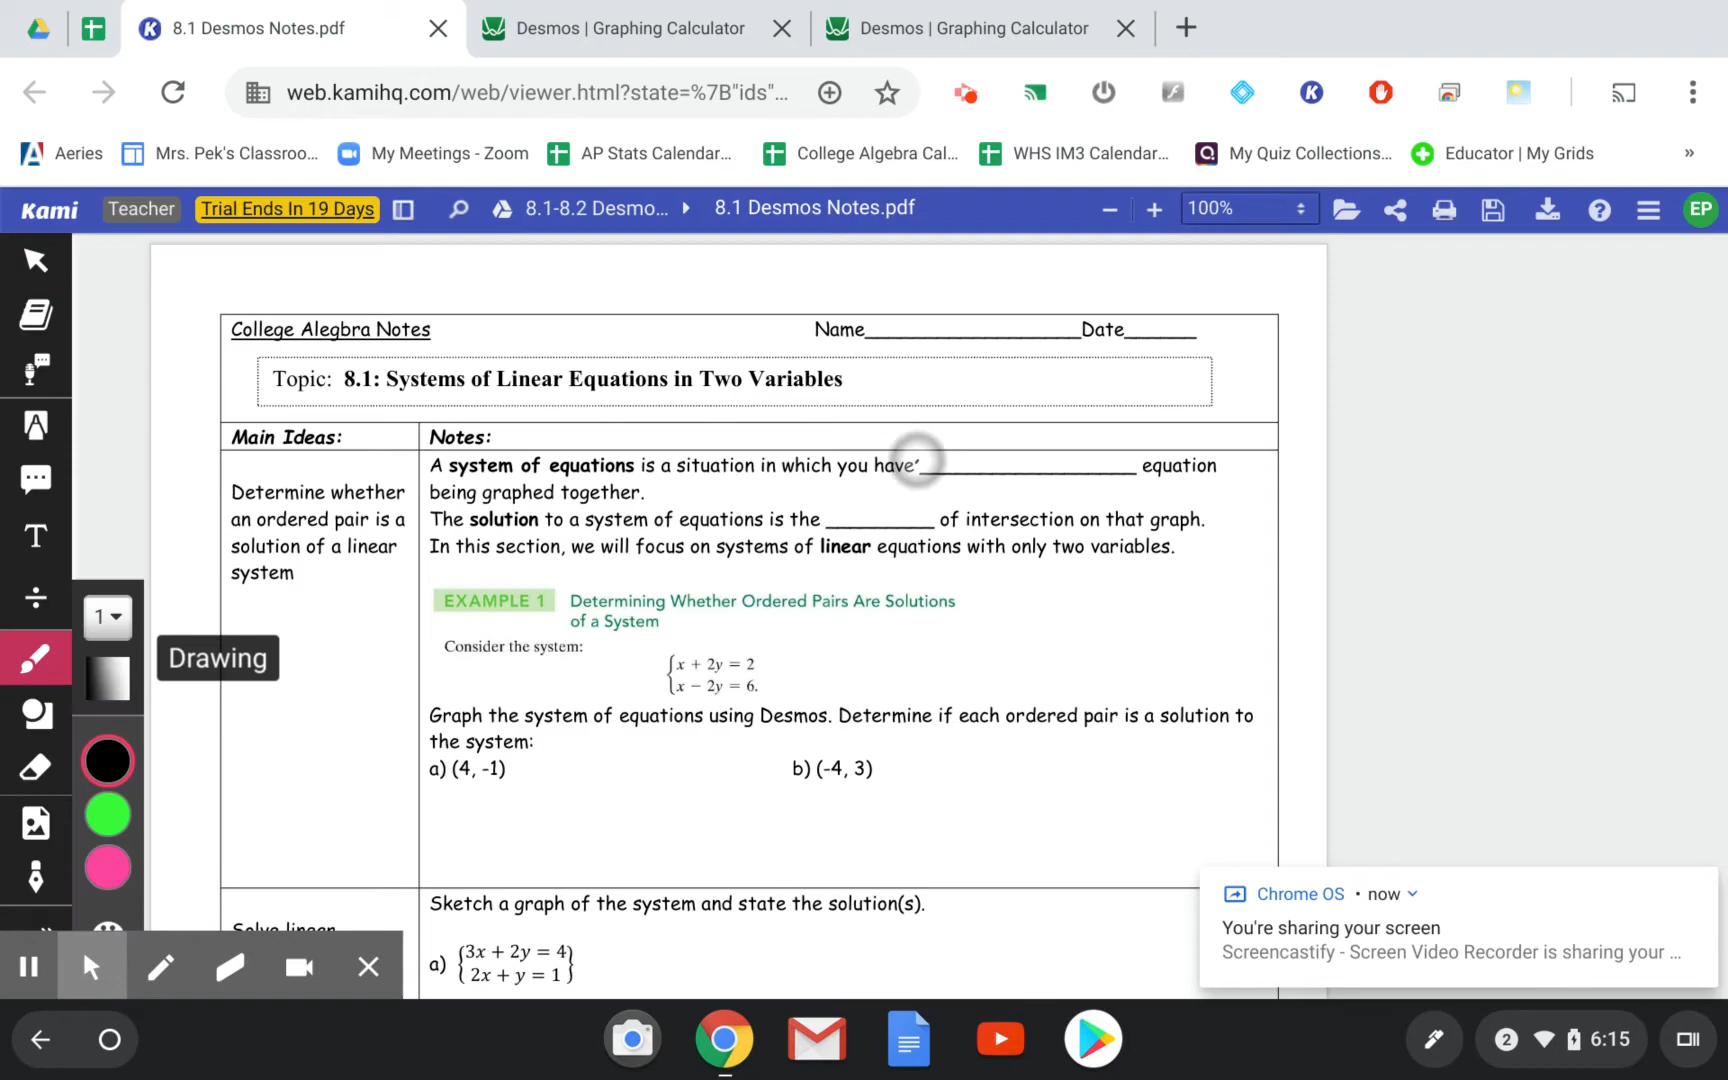 8.1 Desmos Notes.pdf
Desmos | Graphing Calculator
Desmos | Graphing Calculator
web.kamihq.com/web/viewer.html?state=%7B"ids"...
Aeries
Mrs. Pek's Classroo...
My Meetings - Zoom
AP Stats Calendar...
College Algebra Cal...
WHS IM3 Calendar...
My Quiz Collections...
Educator | My Grids
»
Kami
Teacher
Trial Ends In 19 Days
8.1-8.2 Desmo...
8.1 Desmos Notes.pdf
100%
EP
College Alegbra Notes
Name__________________Date______
Topic: 8.1: Systems of Linear Equations in Two Variables
Main Ideas:
Notes:
Determine whether
an ordered pair is a
solution of a linear
system
A system of equations is a situation in which you have __________________ equation
being graphed together.
The solution to a system of equations is the _________ of intersection on that graph.
In this section, we will focus on systems of linear equations with only two variables.
EXAMPLE 1 Determining Whether Ordered Pairs Are Solutions
of a System
Consider the system:
x + 2y = 2
x − 2y = 6.
Graph the system of equations using Desmos. Determine if each ordered pair is a solution to
the system:
a) (4, -1)
b) (-4, 3)
1
Drawing
Sketch a graph of the system and state the solution(s).
a) {3x + 2y = 4}
{2x + y = 1}
Chrome OS • now
You're sharing your screen
Screencastify - Screen Video Recorder is sharing your ...
2
6:15